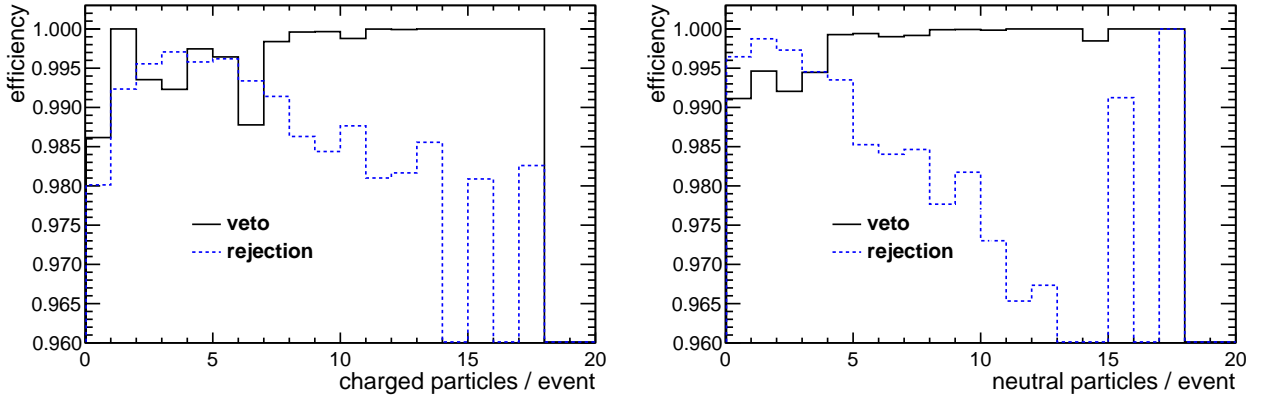 efficiency
1.000
0.995
0.990
0.985
0.980
0.975
0.970
0.965
0.960
veto
rejection
0 5 10 15 20
charged particles / event
efficiency
1.000
0.995
0.990
0.985
0.980
0.975
0.970
0.965
0.960
veto
rejection
0 5 10 15 20
neutral particles / event